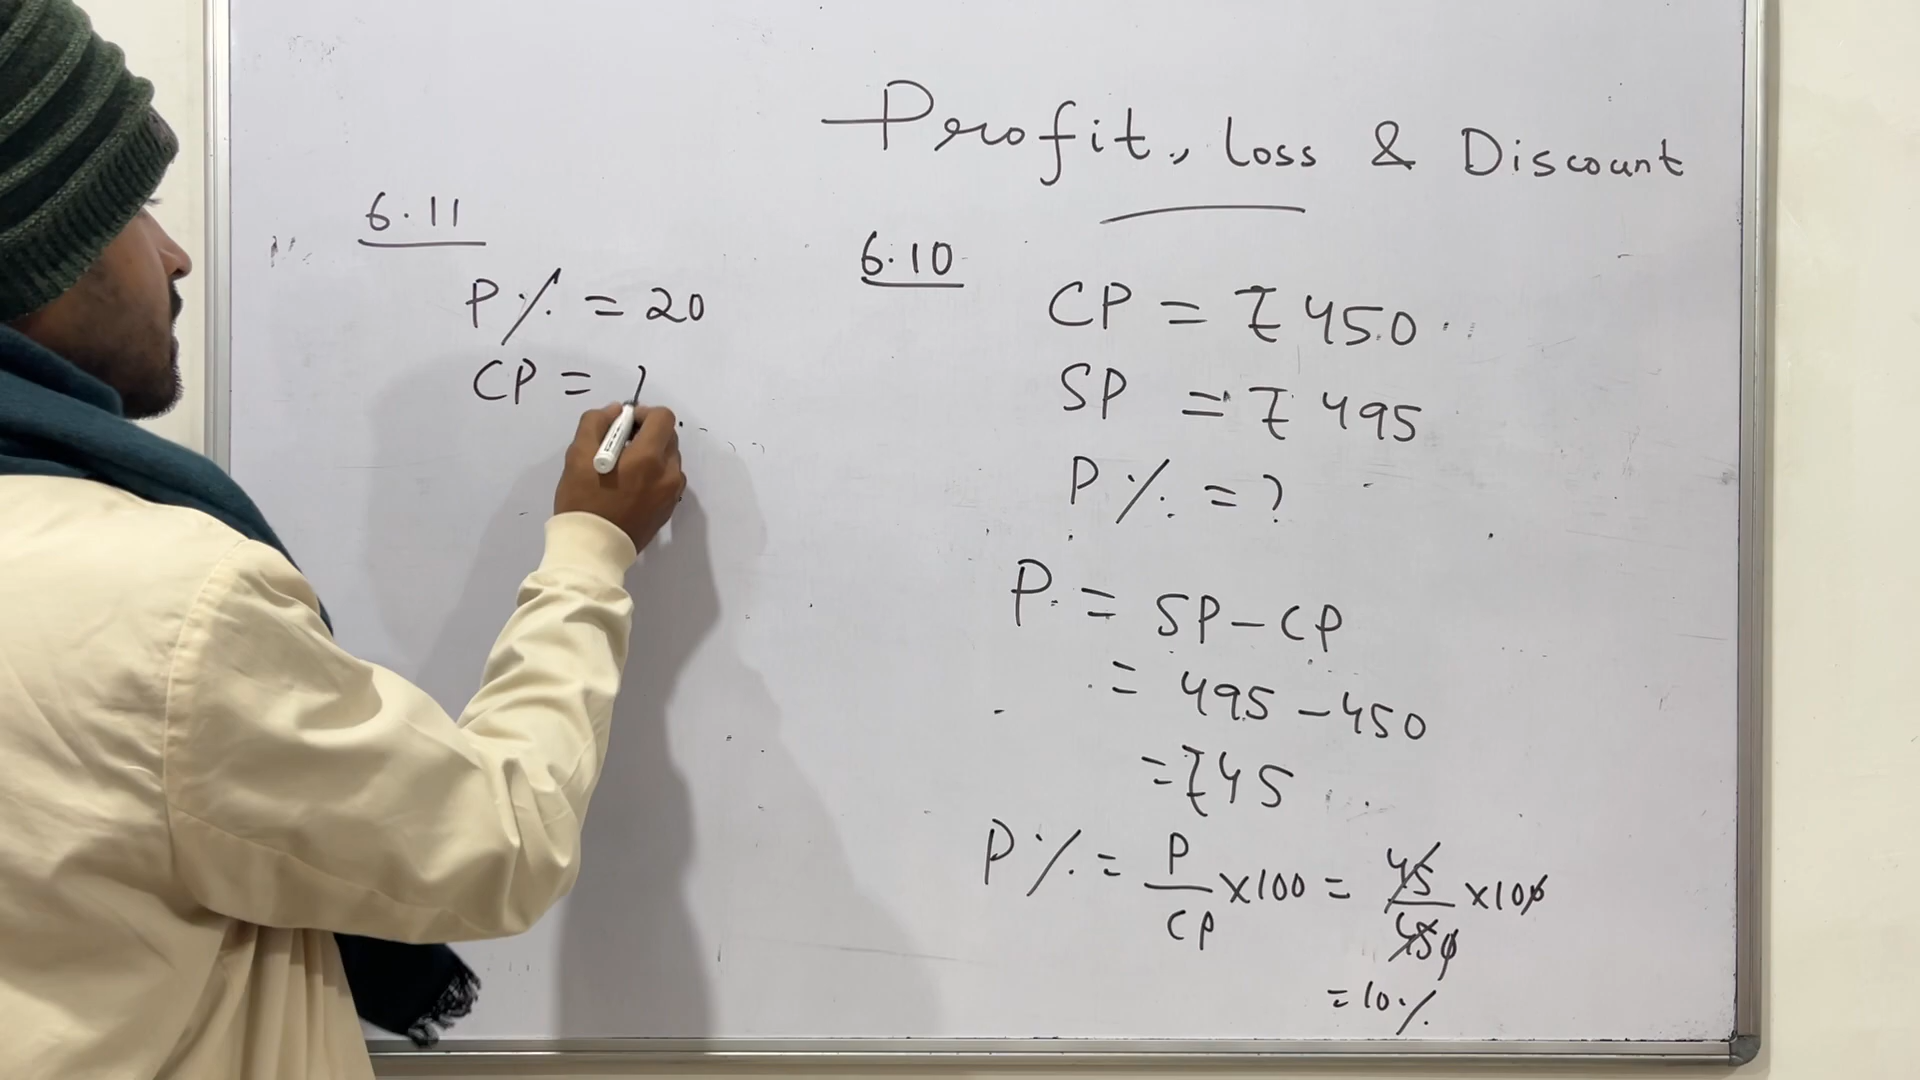 Profit, Loss & Discount
6.11
P% = 20
CP = ?
6.10
CP = ₹ 450
SP = ₹ 495
P% = ?
P = SP - CP
= 495 - 450
= ₹45
P% = P/CP ×100 = 45/450 ×100
= 10%